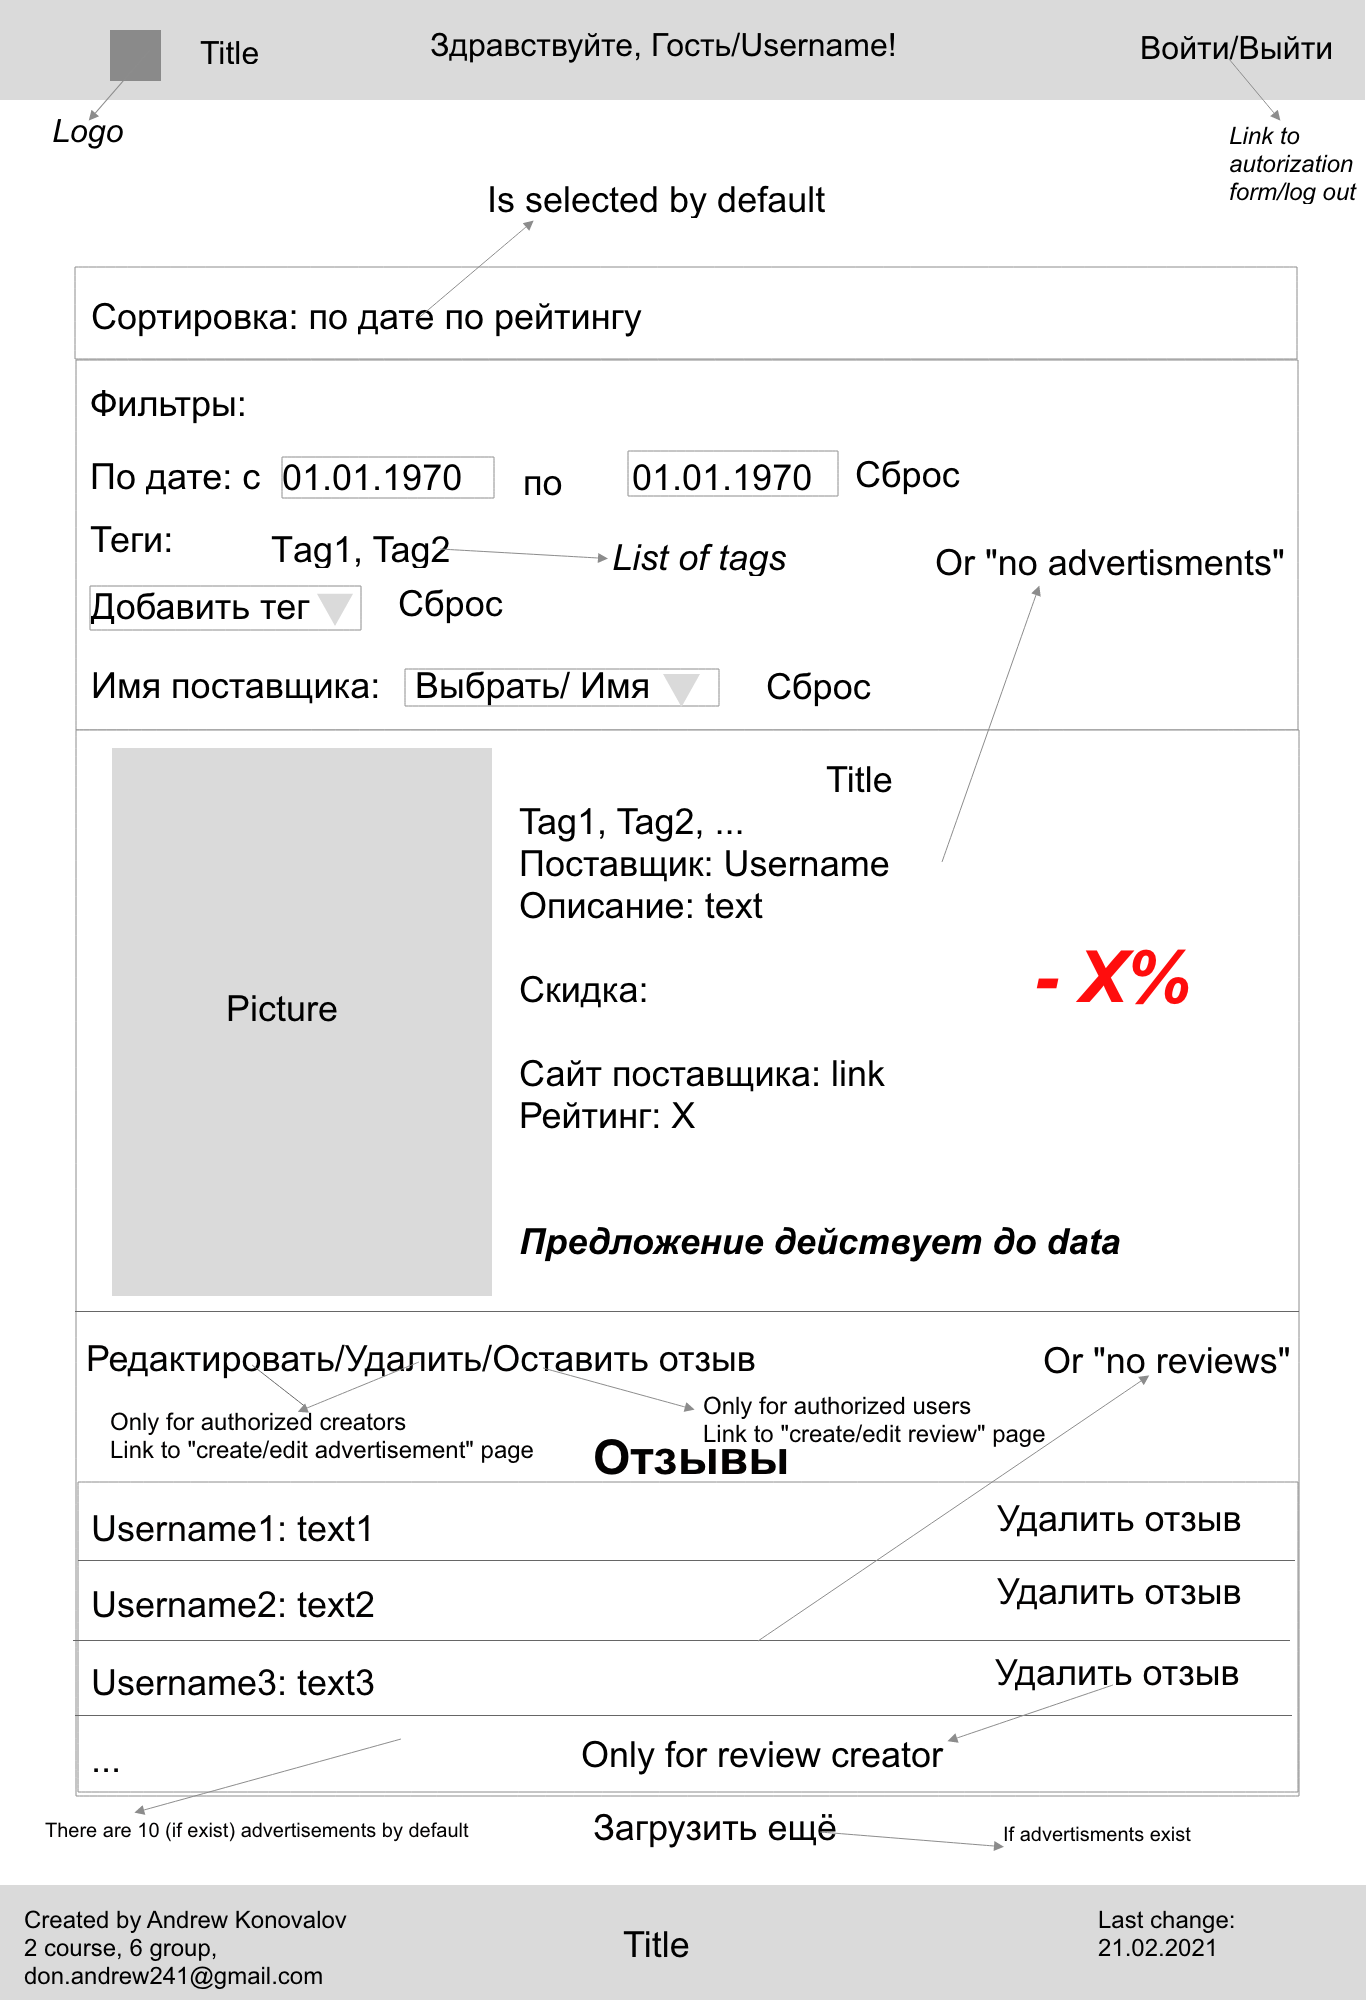 Title
Здравствуйте, Гость/Username!
Войти/Выйти
Logo
Link to
autorization
form/log out
Is selected by default
Сортировка: по дате по рейтингу
Фильтры:
По дате: с 01.01.1970 по 01.01.1970 Сброс
Теги: Tag1, Tag2
List of tags
Or "no advertisments"
Добавить тег Сброс
Имя поставщика: Выбрать/ Имя Сброс
Picture
Title
Tag1, Tag2, ...
Поставщик: Username
Описание: text
Скидка:
- X%
Сайт поставщика: link
Рейтинг: X
Предложение действует до data
Редактировать/Удалить/Оставить отзыв
Or "no reviews"
Only for authorized creators
Link to "create/edit advertisement" page
Only for authorized users
Link to "create/edit review" page
Отзывы
Username1: text1 Удалить отзыв
Username2: text2 Удалить отзыв
Username3: text3 Удалить отзыв
... Only for review creator
There are 10 (if exist) advertisements by default
Загрузить ещё
If advertisments exist
Created by Andrew Konovalov
2 course, 6 group,
don.andrew241@gmail.com
Title
Last change:
21.02.2021